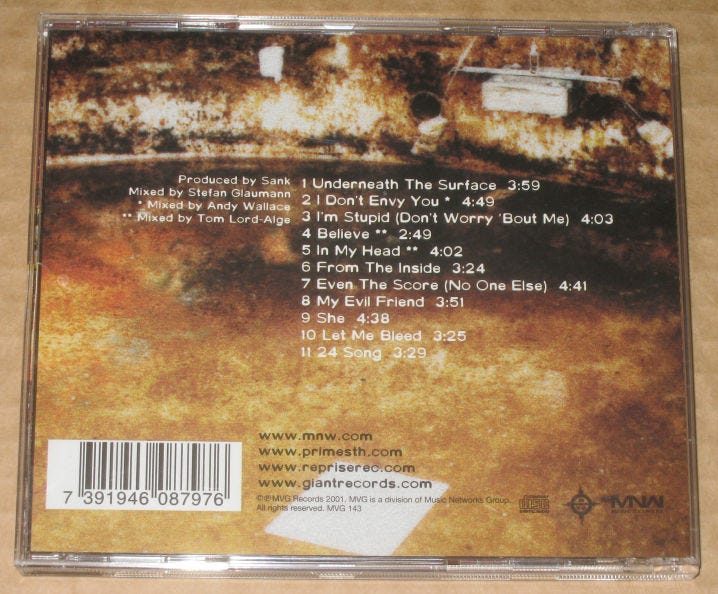 Produced by Sank
Mixed by Stefan Glaumann
* Mixed by Andy Wallace
** Mixed by Tom Lord-Alge
1 Underneath The Surface 3:59
2 I Don't Envy You * 4:49
3 I'm Stupid (Don't Worry 'Bout Me) 4:03
4 Believe ** 2:49
5 In My Head ** 4:02
6 From The Inside 3:24
7 Even The Score (No One Else) 4:41
8 My Evil Friend 3:51
9 She 4:38
10 Let Me Bleed 3:25
11 24 Song 3:29
www.mnw.com
www.primesth.com
www.repriserec.com
www.giantrecords.com
7 391946 087976
©℗ MVG Records 2001. MVG is a division of Music Networks Group.
All rights reserved. MVG 143
disc
MNW